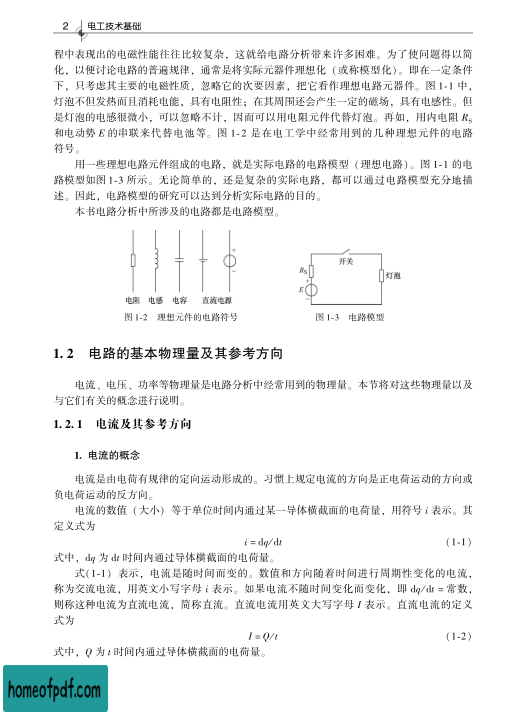 2 电工技术基础
程中表现出的电磁性能往往比较复杂，这就给电路分析带来许多困难。为了使问题得以简
化，以便讨论电路的普遍规律，通常是将实际元器件理想化（或称模型化）。即在一定条件
下，只考虑其主要的电磁性质，忽略它的次要因素，把它看作理想电路元器件。图 1-1 中，
灯泡不但发热而且消耗电能，具有电阻性；在其周围还会产生一定的磁场，具有电感性。但
是灯泡的电感很微小，可以忽略不计，因而可以用电阻元件代替灯泡。再如，用内电阻 RS
和电动势 E 的串联来代替电池等。图 1-2 是在电工学中经常用到的几种理想元件的电路
符号。
用一些理想电路元件组成的电路，就是实际电路的电路模型（理想电路）。图 1-1 的电
路模型如图 1-3 所示。无论简单的，还是复杂的实际电路，都可以通过电路模型充分地描
述。因此，电路模型的研究可以达到分析实际电路的目的。
本书电路分析中所涉及的电路都是电路模型。
+
−
电阻 电感 电容 直流电源
图 1-2 理想元件的电路符号
开关
RS
+
E
−
灯泡
图 1-3 电路模型
1. 2 电路的基本物理量及其参考方向
电流、电压、功率等物理量是电路分析中经常用到的物理量。本节将对这些物理量以及
与它们有关的概念进行说明。
1. 2. 1 电流及其参考方向
1. 电流的概念
电流是由电荷有规律的定向运动形成的。习惯上规定电流的方向是正电荷运动的方向或
负电荷运动的反方向。
电流的数值（大小）等于单位时间内通过某一导体横截面的电荷量，用符号 i 表示。其
定义式为
i = dq/dt (1-1)
式中，dq 为 dt 时间内通过导体横截面的电荷量。
式(1-1) 表示，电流是随时间而变的。数值和方向随着时间进行周期性变化的电流，
称为交流电流，用英文小写字母 i 表示。如果电流不随时间变化而变化，即 dq/dt = 常数，
则称这种电流为直流电流，简称直流。直流电流用英文大写字母 I 表示。直流电流的定义
式为
I = Q/t (1-2)
式中，Q 为 t 时间内通过导体横截面的电荷量。
homeofpdf.com